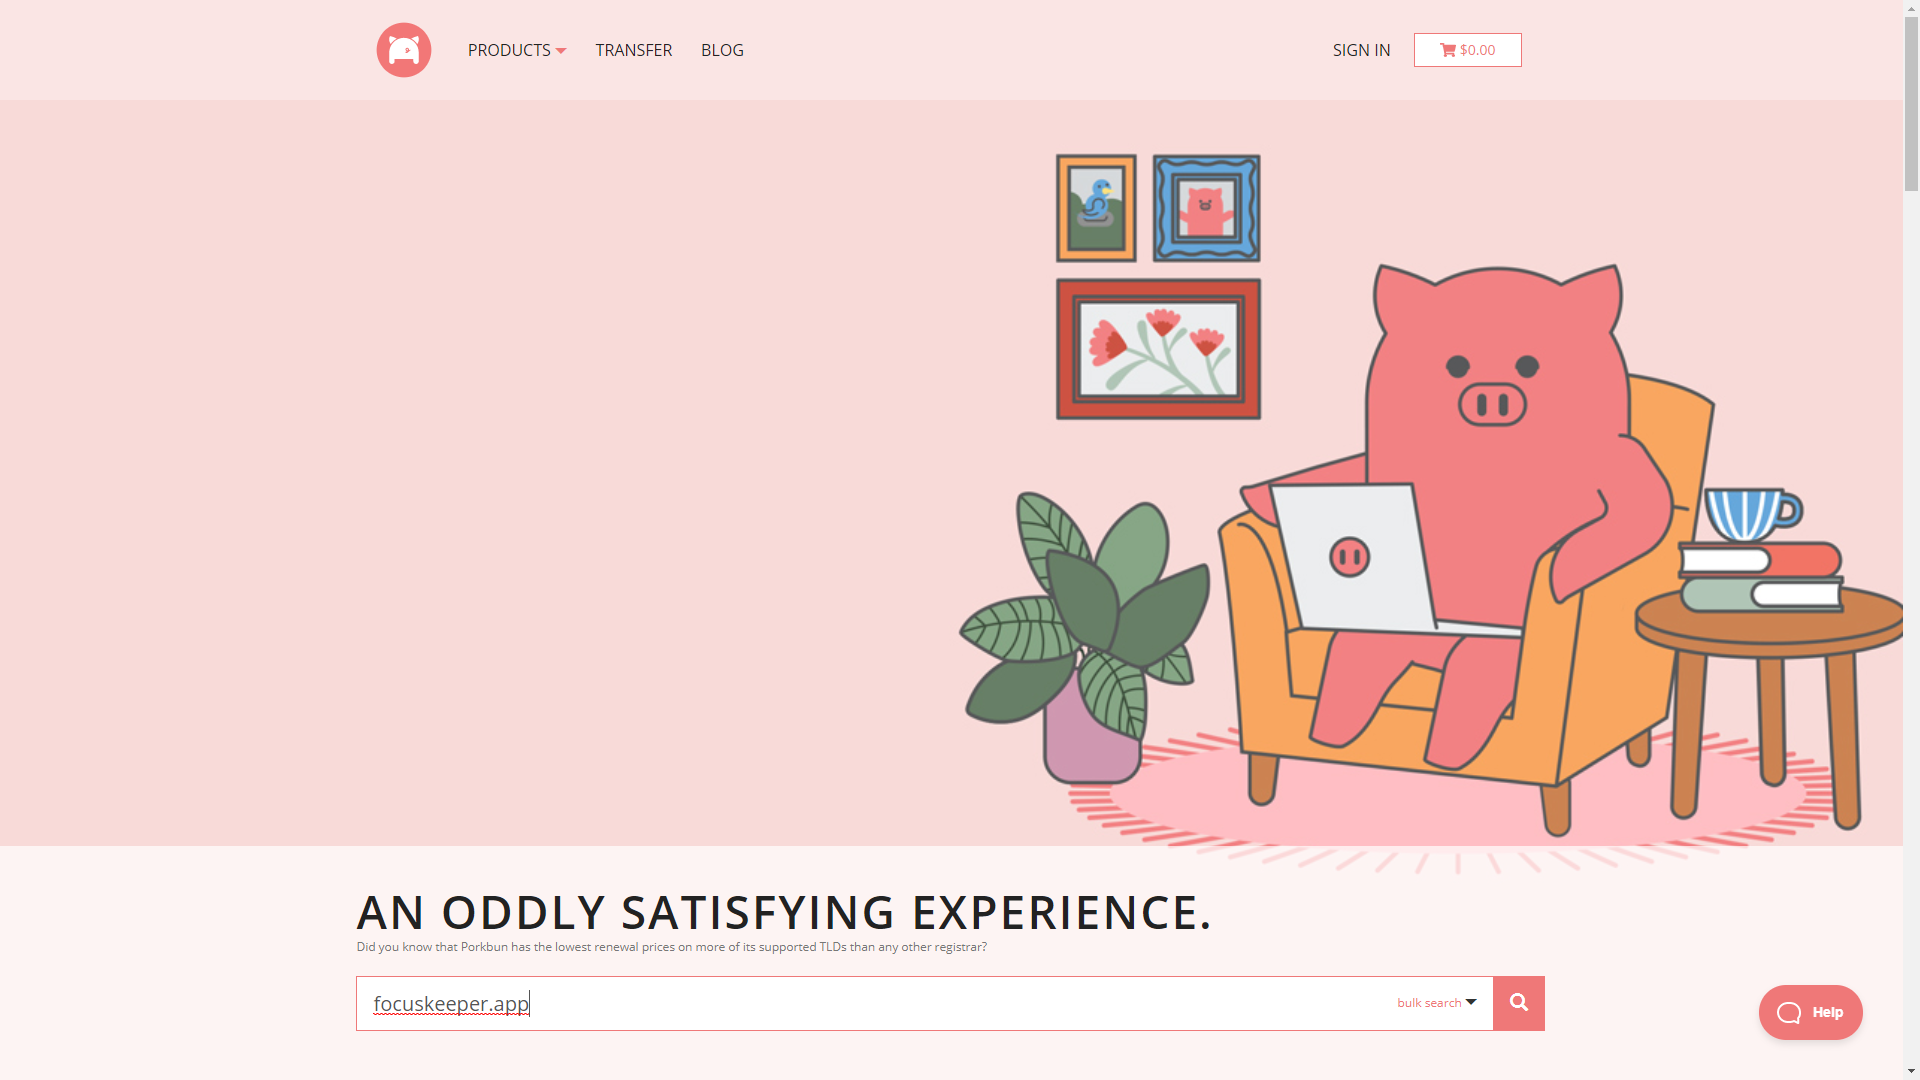 PRODUCTS TRANSFER BLOG SIGN IN $0.00
AN ODDLY SATISFYING EXPERIENCE.
Did you know that Porkbun has the lowest renewal prices on more of its supported TLDs than any other registrar?
focuskeeper.app bulk search
Help